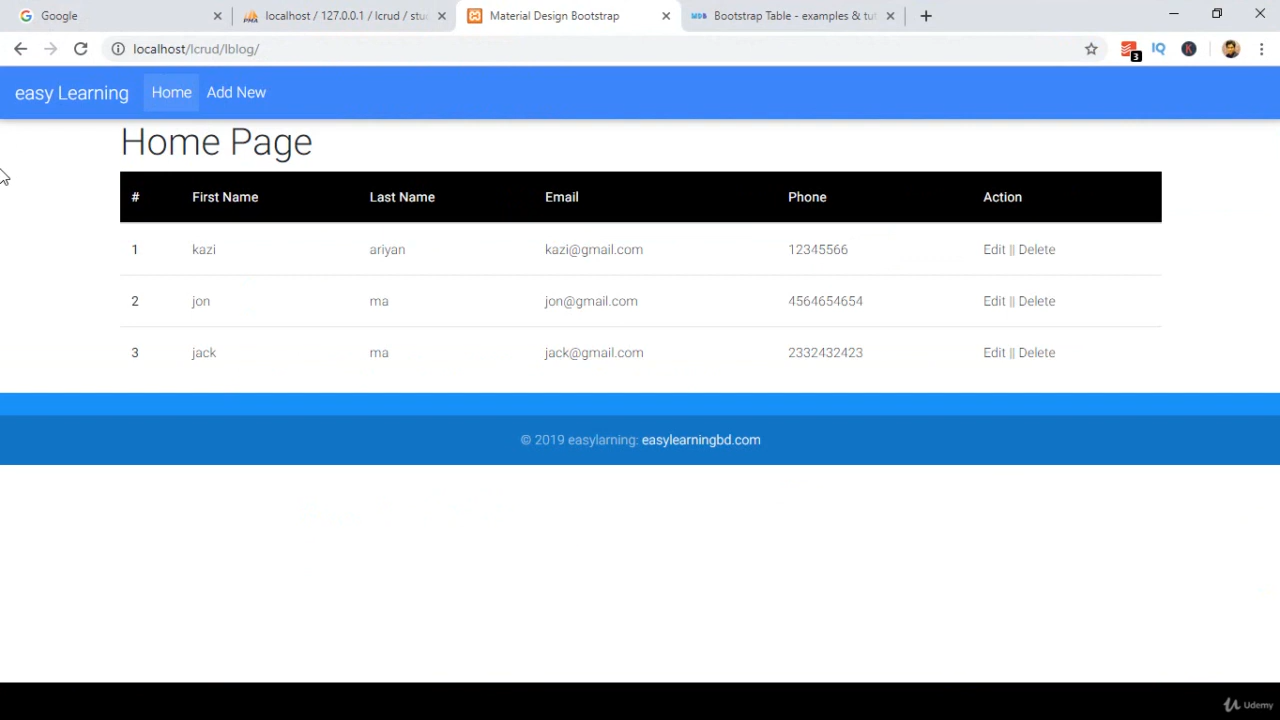 Google
localhost / 127.0.0.1 / lcrud / stu
Material Design Bootstrap
MDB Bootstrap Table - examples & tut
localhost/lcrud/lblog/
3
IQ
K
easy Learning Home Add New
Home Page
# First Name Last Name Email Phone Action
1 kazi ariyan kazi@gmail.com 12345566 Edit || Delete
2 jon ma jon@gmail.com 4564654654 Edit || Delete
3 jack ma jack@gmail.com 2332432423 Edit || Delete
© 2019 easylarning: easylearningbd.com
Udemy